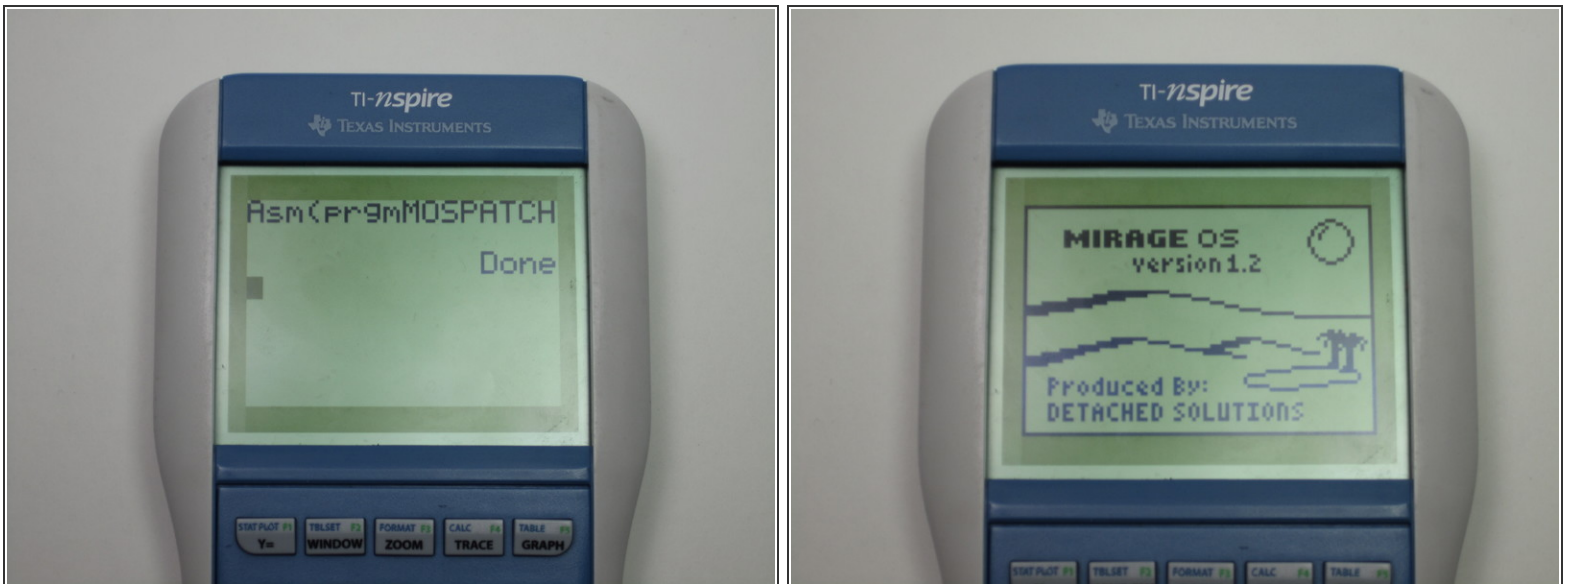 TI-nspire
TEXAS INSTRUMENTS
Asm(prgmMOSPATCH
Done
STAT PLOT F1 TBLSET F2 FORMAT F3 CALC F4 TABLE F5
Y= WINDOW ZOOM TRACE GRAPH
TI-nspire
TEXAS INSTRUMENTS
MIRAGE OS
version 1.2
Produced By:
DETACHED SOLUTIONS
STAT PLOT F1 TBLSET F2 FORMAT F3 CALC F4 TABLE F5